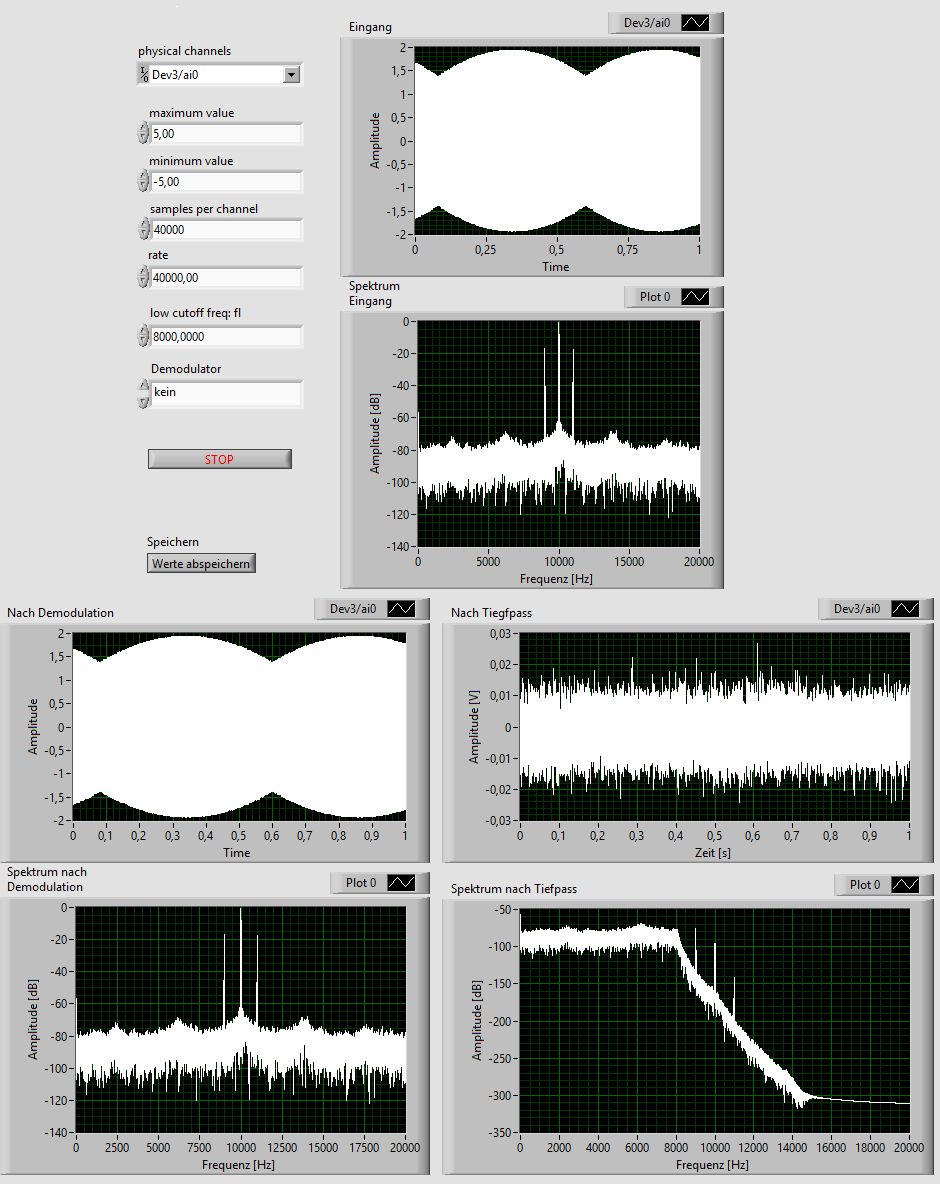 physical channels
I/O Dev3/ai0
maximum value
5,00
minimum value
-5,00
samples per channel
40000
rate
40000,00
low cutoff freq: fl
8000,0000
Demodulator
kein
STOP
Speichern
Werte abspeichern
Eingang
Dev3/ai0
Amplitude
2
1,5
1
0,5
0
-0,5
-1
-1,5
-2
0 0,25 0,5 0,75 1
Time
Spektrum
Eingang
Plot 0
Amplitude [dB]
0
-20
-40
-60
-80
-100
-120
-140
0 5000 10000 15000 20000
Frequenz [Hz]
Nach Demodulation
Dev3/ai0
Amplitude
2
1,5
1
0,5
0
-0,5
-1
-1,5
-2
0 0,1 0,2 0,3 0,4 0,5 0,6 0,7 0,8 0,9 1
Time
Nach Tiegfpass
Dev3/ai0
Amplitude [V]
0,03
0,02
0,01
0
-0,01
-0,02
-0,03
0 0,1 0,2 0,3 0,4 0,5 0,6 0,7 0,8 0,9 1
Zeit [s]
Spektrum nach
Demodulation
Plot 0
Amplitude [dB]
0
-20
-40
-60
-80
-100
-120
-140
0 2500 5000 7500 10000 12500 15000 17500 20000
Frequenz [Hz]
Spektrum nach Tiefpass
Plot 0
Amplitude [dB]
-50
-100
-150
-200
-250
-300
-350
0 2000 4000 6000 8000 10000 12000 14000 16000 18000 20000
Frequenz [Hz]